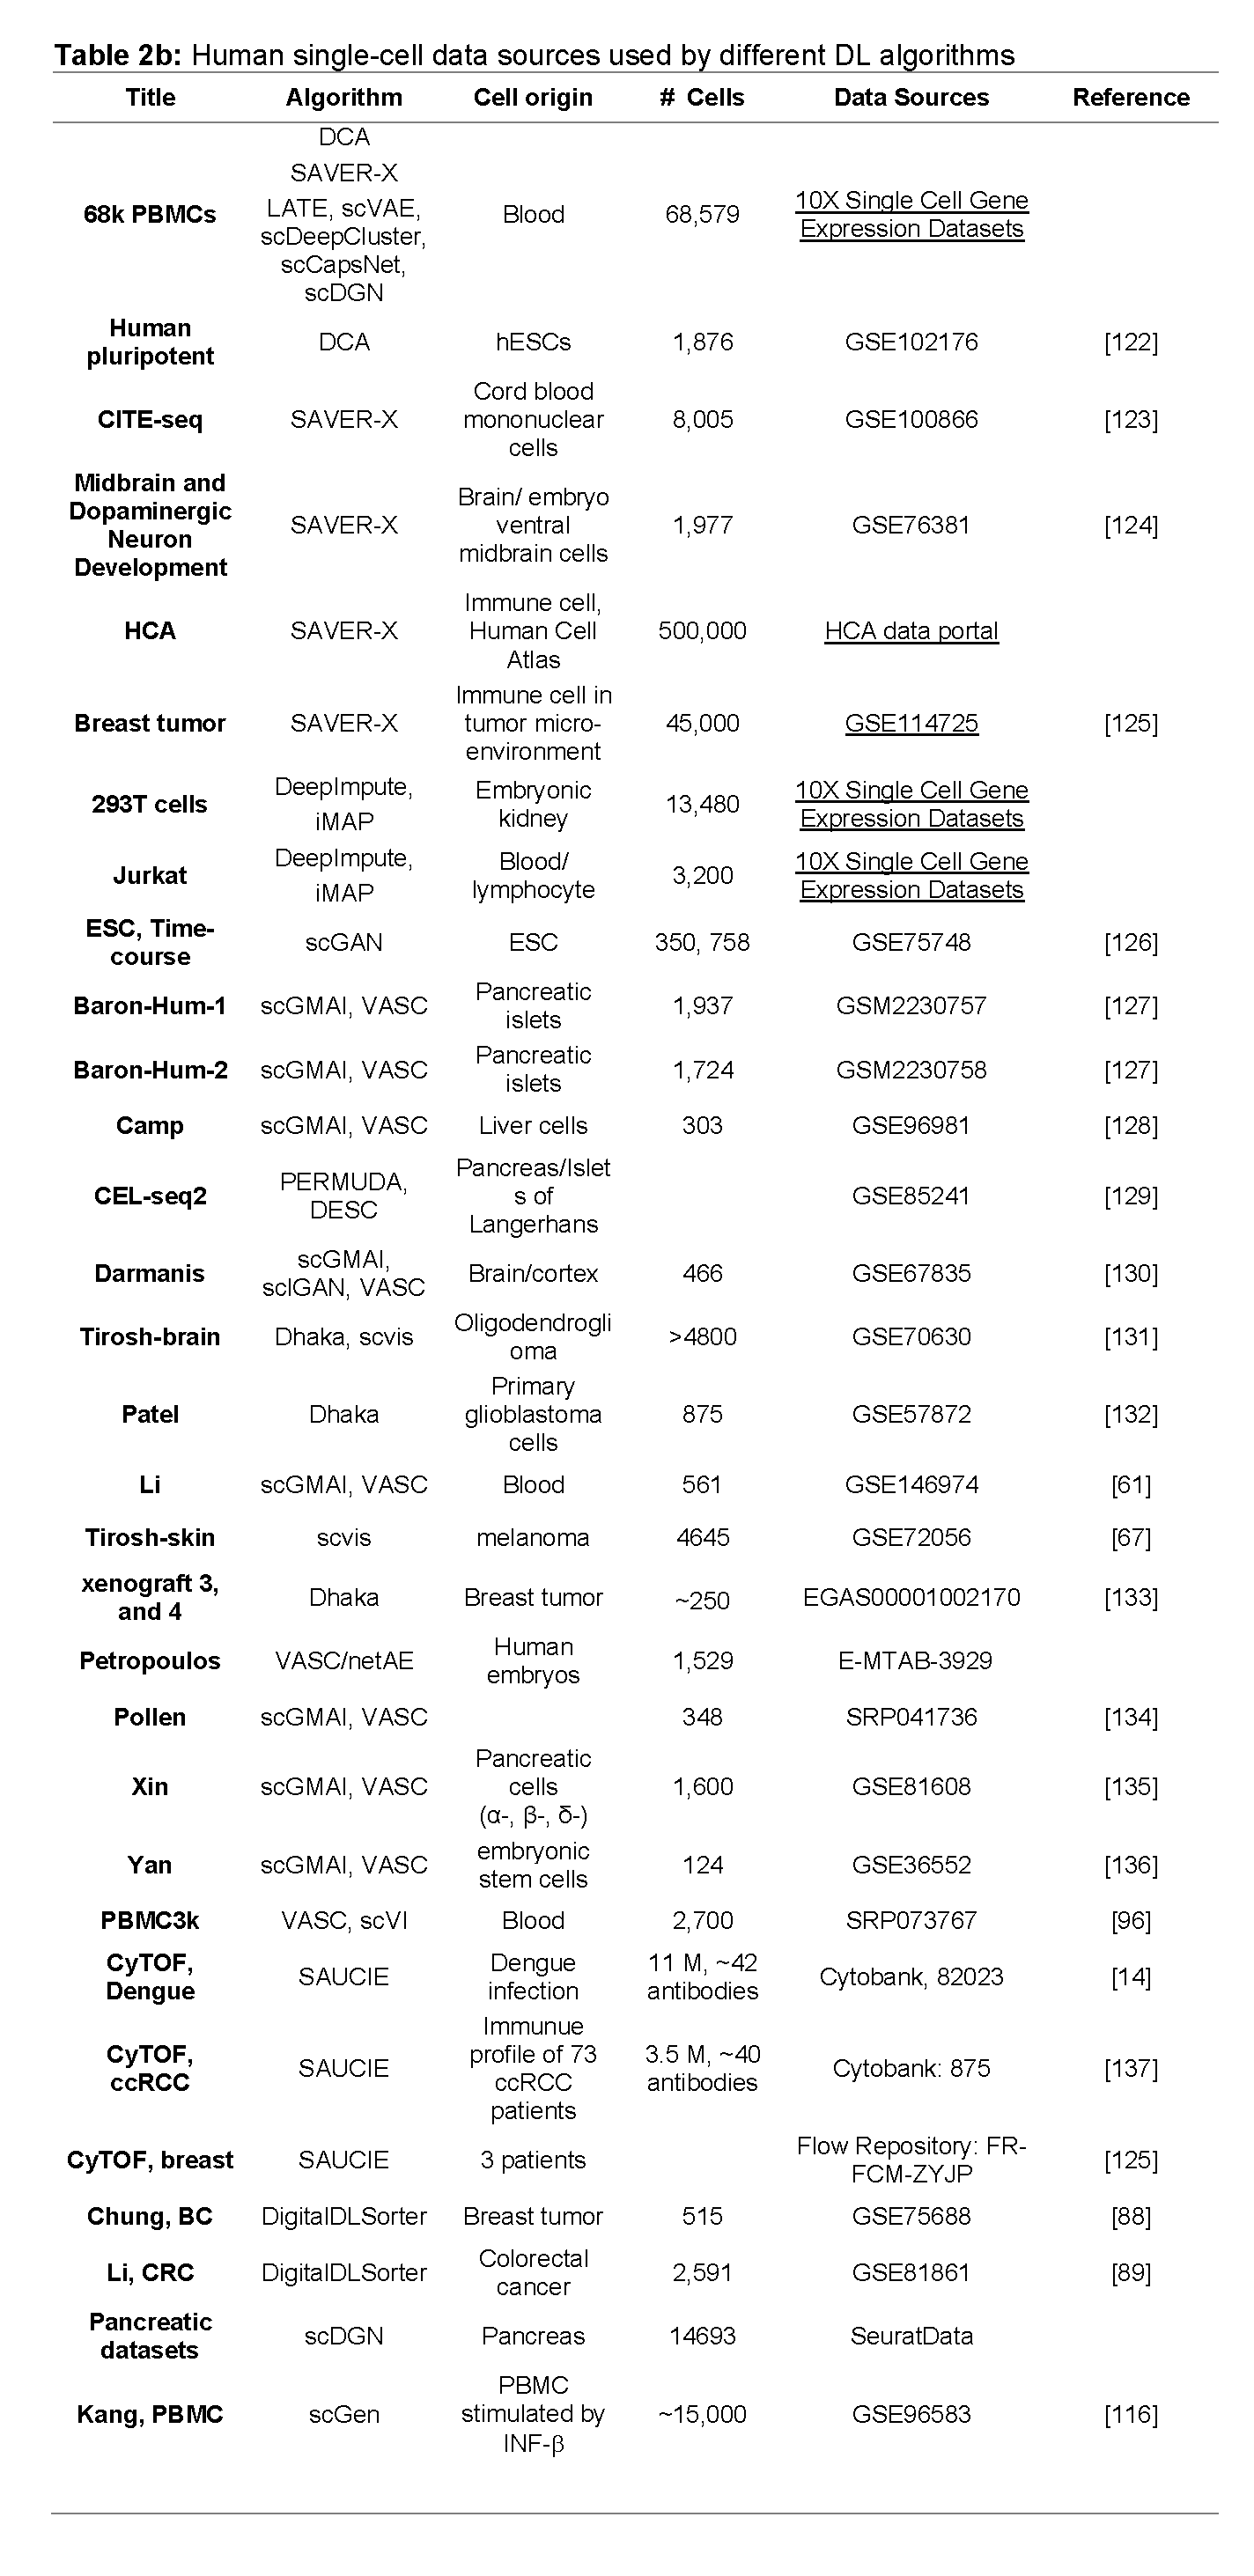 Table 2b: Human single-cell data sources used by different DL algorithms
Title Algorithm Cell origin # Cells Data Sources Reference
DCA
SAVER-X
68k PBMCs LATE, scVAE, Blood 68,579 10X Single Cell Gene
scDeepCluster, Expression Datasets
scCapsNet,
scDGN
Human
pluripotent DCA hESCs 1,876 GSE102176 [122]
Cord blood
CITE-seq SAVER-X mononuclear 8,005 GSE100866 [123]
cells
Midbrain and
Dopaminergic Brain/ embryo
Neuron SAVER-X ventral 1,977 GSE76381 [124]
Development midbrain cells
Immune cell,
HCA SAVER-X Human Cell 500,000 HCA data portal
Atlas
Immune cell in
Breast tumor SAVER-X tumor micro- 45,000 GSE114725 [125]
environment
293T cells DeepImpute, Embryonic 13,480 10X Single Cell Gene
iMAP kidney Expression Datasets
Jurkat DeepImpute, Blood/ 3,200 10X Single Cell Gene
iMAP lymphocyte Expression Datasets
ESC, Time-
course scGAN ESC 350, 758 GSE75748 [126]
Baron-Hum-1 scGMAI, VASC Pancreatic 1,937 GSM2230757 [127]
islets
Baron-Hum-2 scGMAI, VASC Pancreatic 1,724 GSM2230758 [127]
islets
Camp scGMAI, VASC Liver cells 303 GSE96981 [128]
Pancreas/Islet
CEL-seq2 PERMUDA, s of GSE85241 [129]
DESC Langerhans
scGMAI,
Darmanis scIGAN, VASC Brain/cortex 466 GSE67835 [130]
Tirosh-brain Dhaka, scvis Oligodendrogli >4800 GSE70630 [131]
oma
Primary
Patel Dhaka glioblastoma 875 GSE57872 [132]
cells
Li scGMAI, VASC Blood 561 GSE146974 [61]
Tirosh-skin scvis melanoma 4645 GSE72056 [67]
xenograft 3,
and 4 Dhaka Breast tumor ~250 EGAS00001002170 [133]
Petropoulos VASC/netAE Human 1,529 E-MTAB-3929
embryos
Pollen scGMAI, VASC 348 SRP041736 [134]
Pancreatic
Xin scGMAI, VASC cells 1,600 GSE81608 [135]
(α-, β-, δ-)
Yan scGMAI, VASC embryonic 124 GSE36552 [136]
stem cells
PBMC3k VASC, scVI Blood 2,700 SRP073767 [96]
CyTOF, SAUCIE Dengue 11 M, ~42 Cytobank, 82023 [14]
Dengue infection antibodies
Immunue
CyTOF, SAUCIE profile of 73 3.5 M, ~40 Cytobank: 875 [137]
ccRCC ccRCC antibodies
patients
CyTOF, breast SAUCIE 3 patients Flow Repository: FR- [125]
FCM-ZYJP
Chung, BC DigitalDLSorter Breast tumor 515 GSE75688 [88]
Li, CRC DigitalDLSorter Colorectal 2,591 GSE81861 [89]
cancer
Pancreatic
datasets scDGN Pancreas 14693 SeuratData
PBMC
Kang, PBMC scGen stimulated by ~15,000 GSE96583 [116]
INF-β